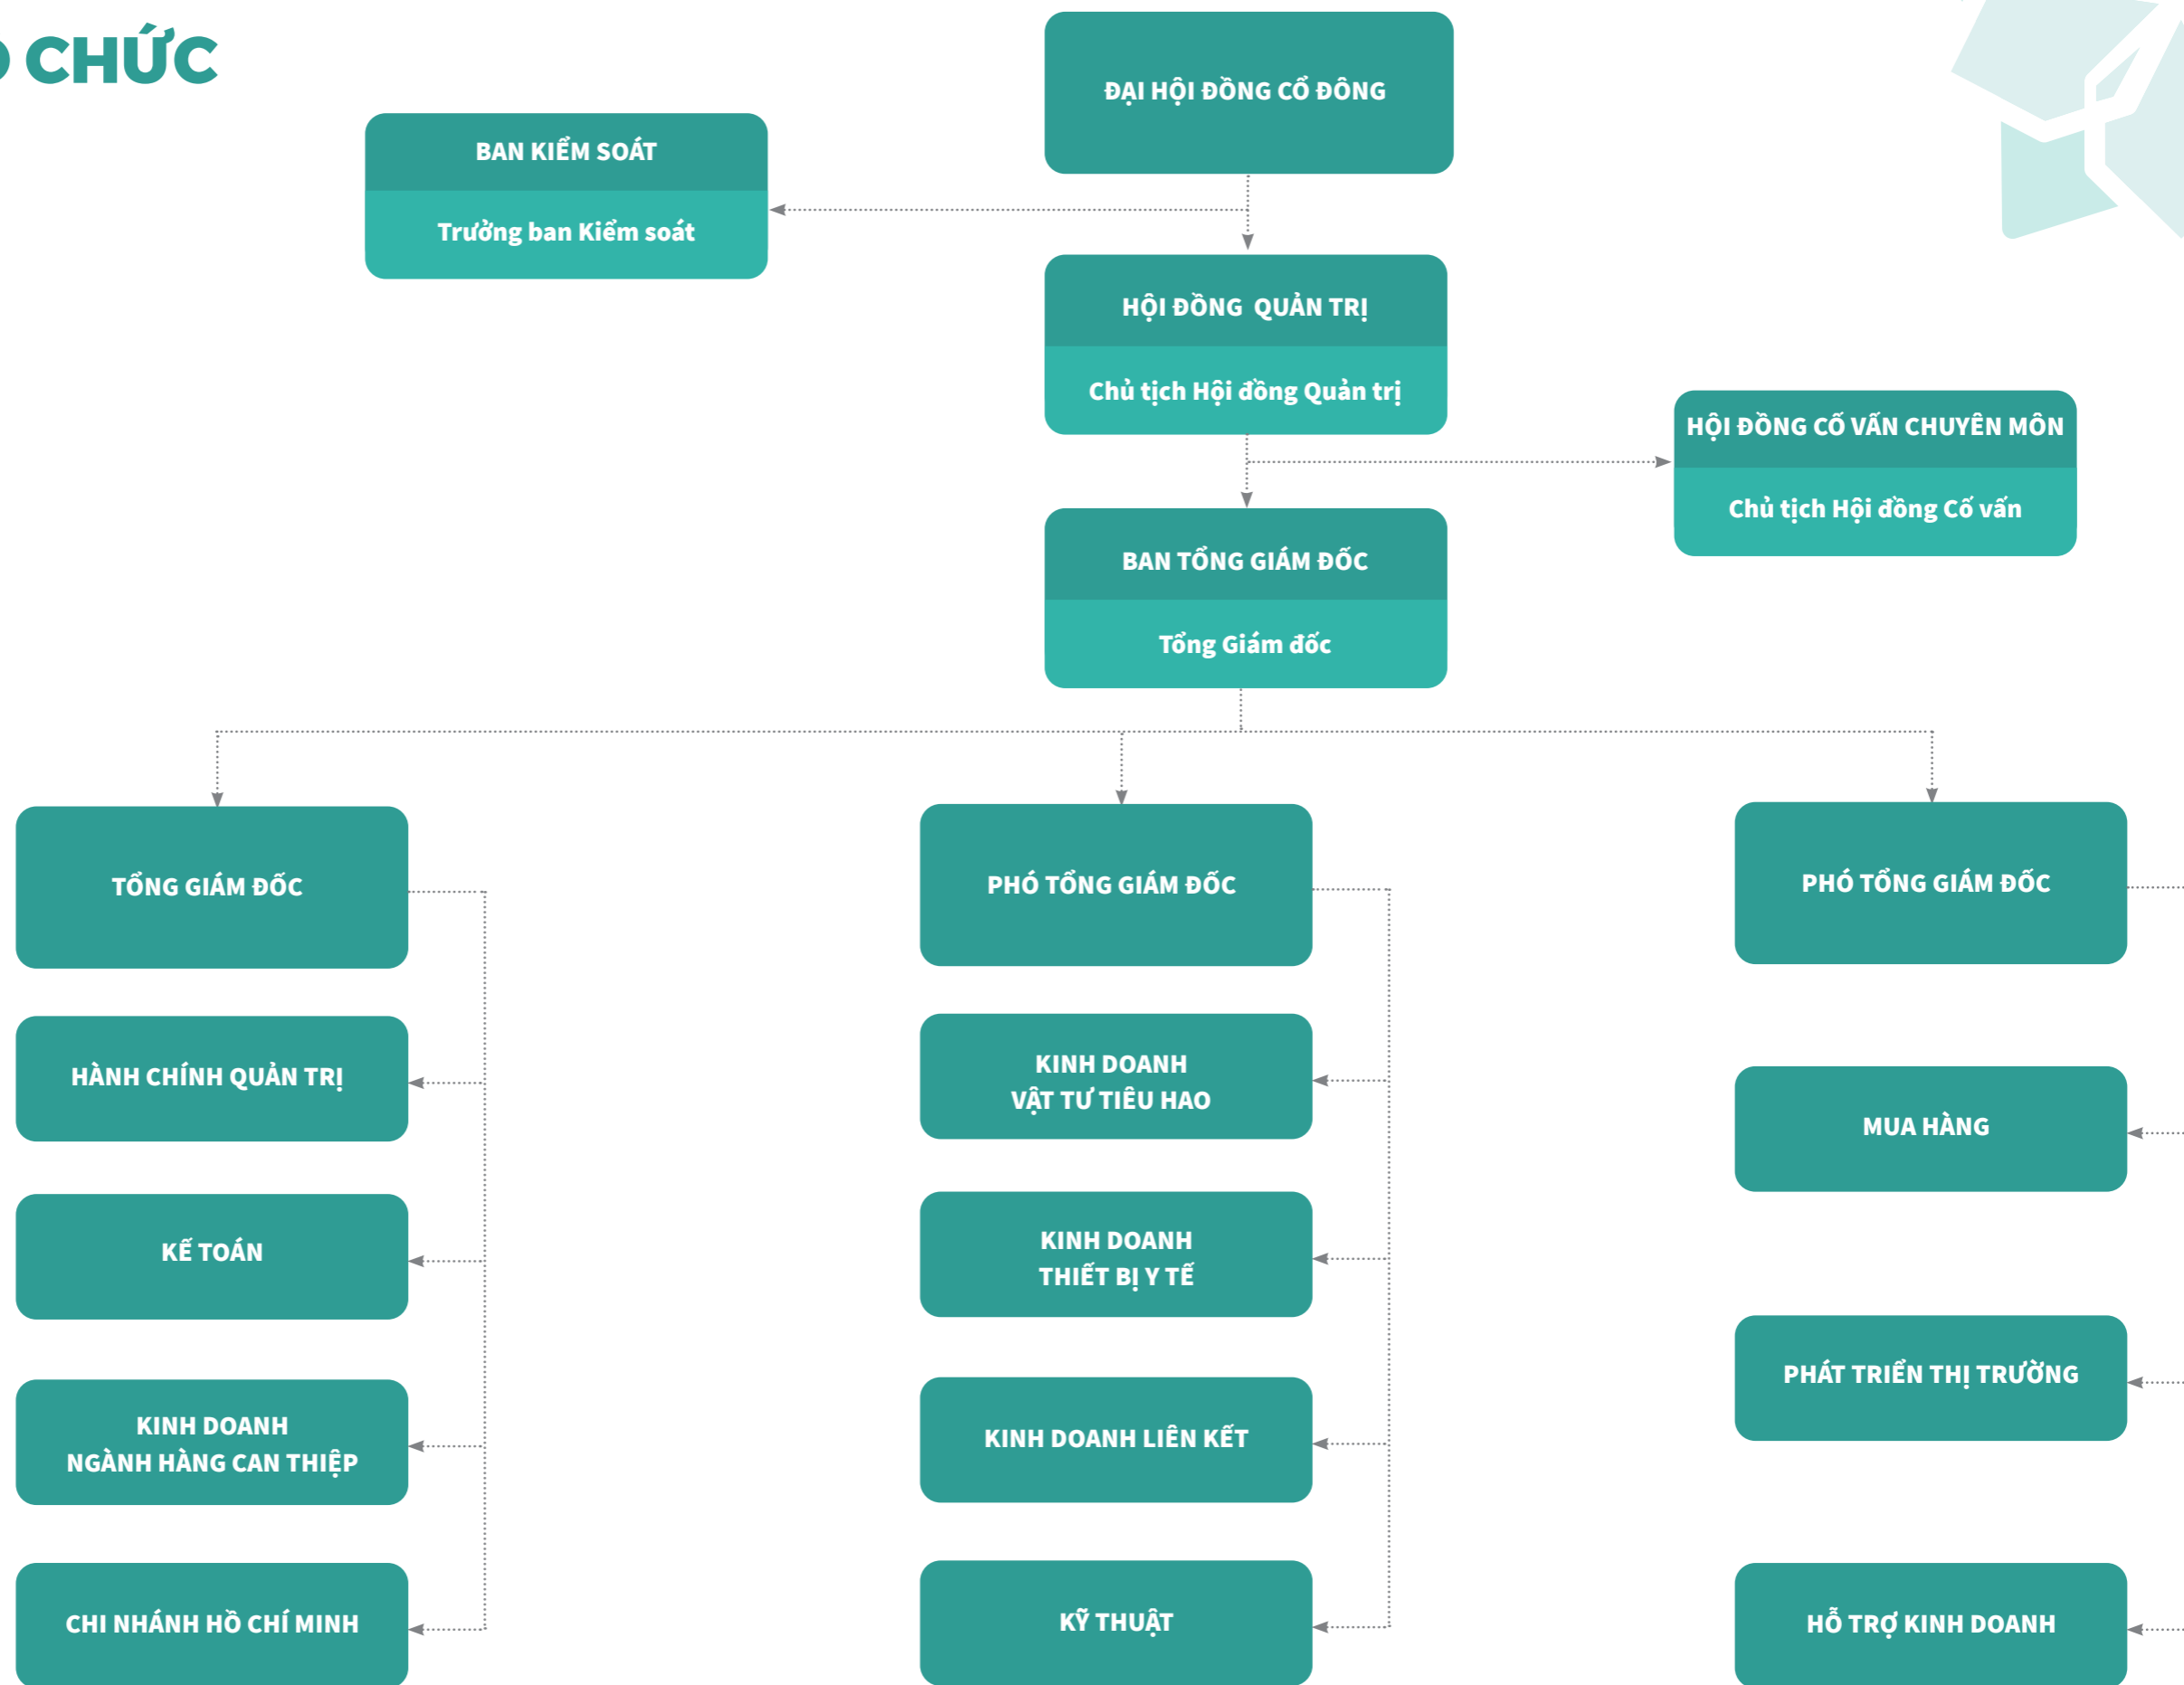 CHỨC
ĐẠI HỘI ĐỒNG CỔ ĐÔNG
BAN KIỂM SOÁT
Trưởng ban Kiểm soát
HỘI ĐỒNG QUẢN TRỊ
Chủ tịch Hội đồng Quản trị
HỘI ĐỒNG CỐ VẤN CHUYÊN MÔN
Chủ tịch Hội đồng Cố vấn
BAN TỔNG GIÁM ĐỐC
Tổng Giám đốc
TỔNG GIÁM ĐỐC
HÀNH CHÍNH QUẢN TRỊ
KẾ TOÁN
KINH DOANH
NGÀNH HÀNG CAN THIỆP
CHI NHÁNH HỒ CHÍ MINH
PHÓ TỔNG GIÁM ĐỐC
KINH DOANH
VẬT TƯ TIÊU HAO
KINH DOANH
THIẾT BỊ Y TẾ
KINH DOANH LIÊN KẾT
KỸ THUẬT
PHÓ TỔNG GIÁM ĐỐC
MUA HÀNG
PHÁT TRIỂN THỊ TRƯỜNG
HỖ TRỢ KINH DOANH